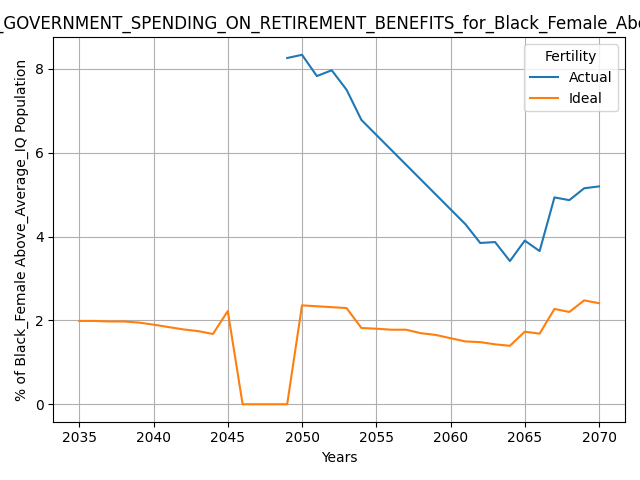 _GOVERNMENT_SPENDING_ON_RETIREMENT_BENEFITS_for_Black_Female_Abo
% of Black_Female Above_Average_IQ Population
Fertility
Actual
Ideal
8
6
4
2
0
2035 2040 2045 2050 2055 2060 2065 2070
Years